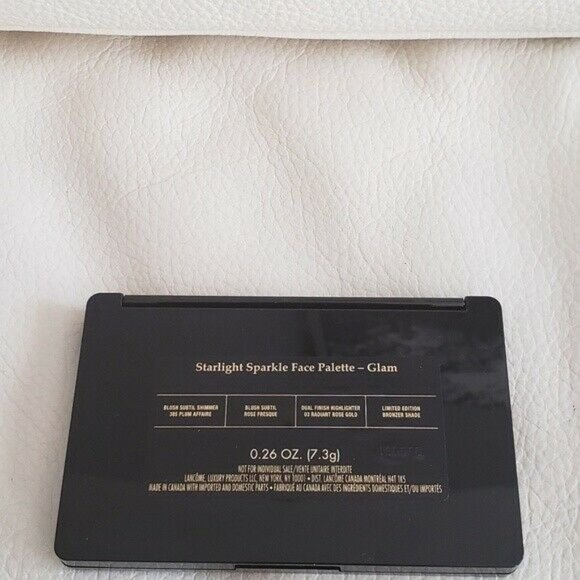 Starlight Sparkle Face Palette – Glam
BLUSH SUBTIL SHIMMER
385 PLUM AFFAIRE
BLUSH SUBTIL
ROSE FRESQUE
DUAL FINISH HIGHLIGHTER
03 RADIANT ROSE GOLD
LIMITED EDITION
BRONZER SHADE
0.26 OZ. (7.3g)
NOT FOR INDIVIDUAL SALE/VENTE UNITAIRE INTERDITE
LANCÔME, LUXURY PRODUCTS LLC, NEW YORK, NY 10001 • DIST. LANCÔME CANADA MONTRÉAL H4T 1K5
MADE IN CANADA WITH IMPORTED AND DOMESTIC PARTS • FABRIQUÉ AU CANADA AVEC DES INGRÉDIENTS DOMESTIQUES ET/OU IMPORTÉS